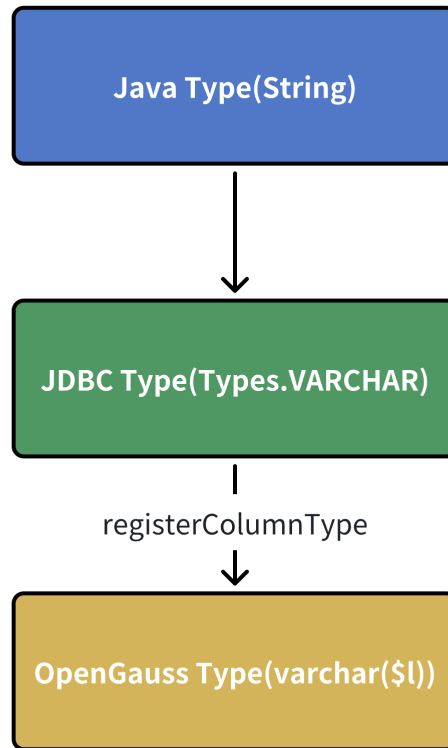 Java Type(String)
JDBC Type(Types.VARCHAR)
registerColumnType
OpenGauss Type(varchar($l))